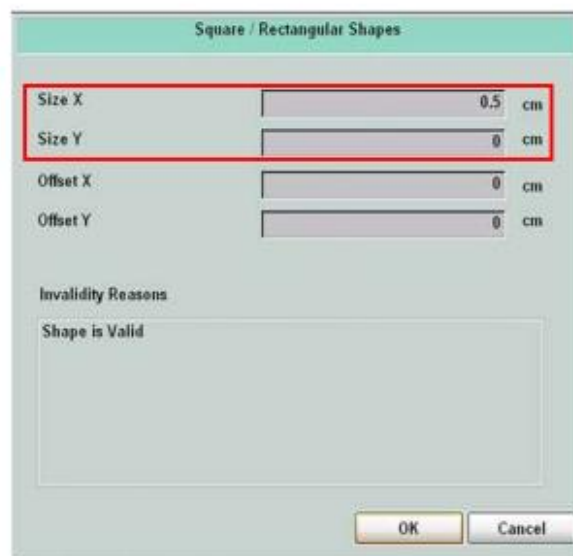 Square / Rectangular Shapes
Size X 0.5 cm
Size Y 0 cm
Offset X 0 cm
Offset Y 0 cm
Invalidity Reasons
Shape is Valid
OK Cancel